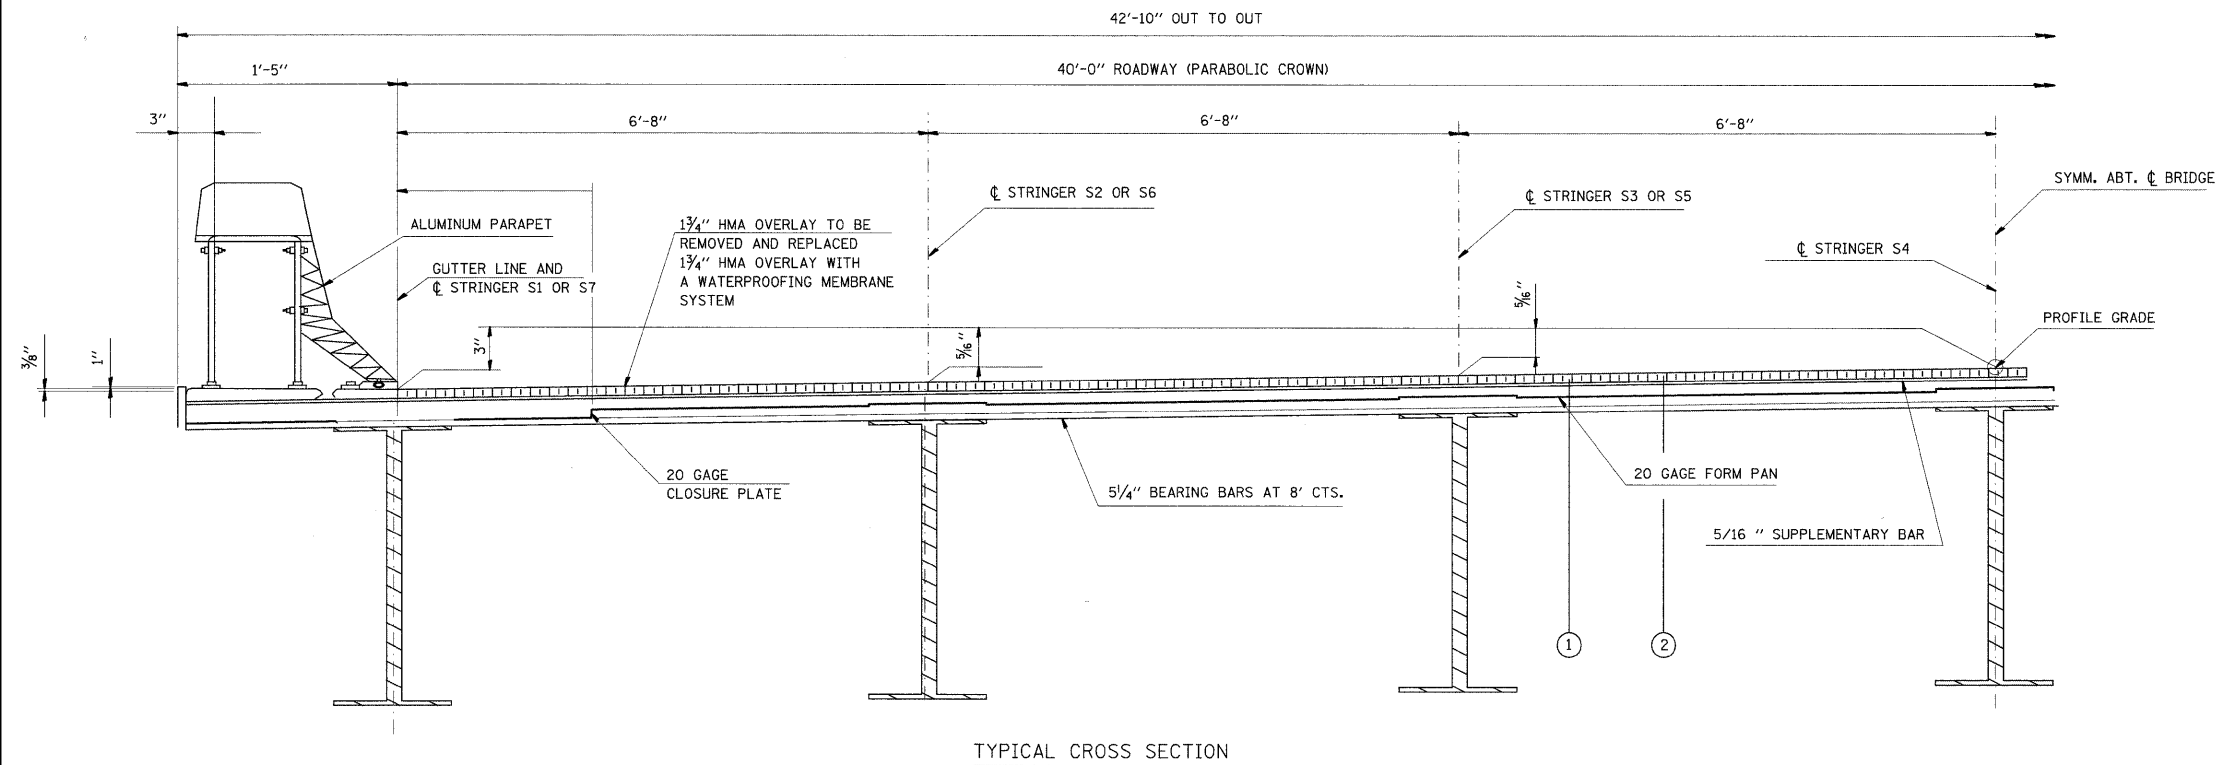 42'-10" OUT TO OUT
1'-5"
40'-0" ROADWAY (PARABOLIC CROWN)
3"
6'-8"
6'-8"
6'-8"
SYMM. ABT. ℄ BRIDGE
℄ STRINGER S2 OR S6
℄ STRINGER S3 OR S5
ALUMINUM PARAPET
1¾" HMA OVERLAY TO BE
REMOVED AND REPLACED
1¾" HMA OVERLAY WITH
A WATERPROOFING MEMBRANE
SYSTEM
℄ STRINGER S4
GUTTER LINE AND
℄ STRINGER S1 OR S7
5/16"
PROFILE GRADE
3/8"
1"
3"
5/16"
20 GAGE
CLOSURE PLATE
5¼" BEARING BARS AT 8' CTS.
20 GAGE FORM PAN
5/16 " SUPPLEMENTARY BAR
1
2
TYPICAL CROSS SECTION